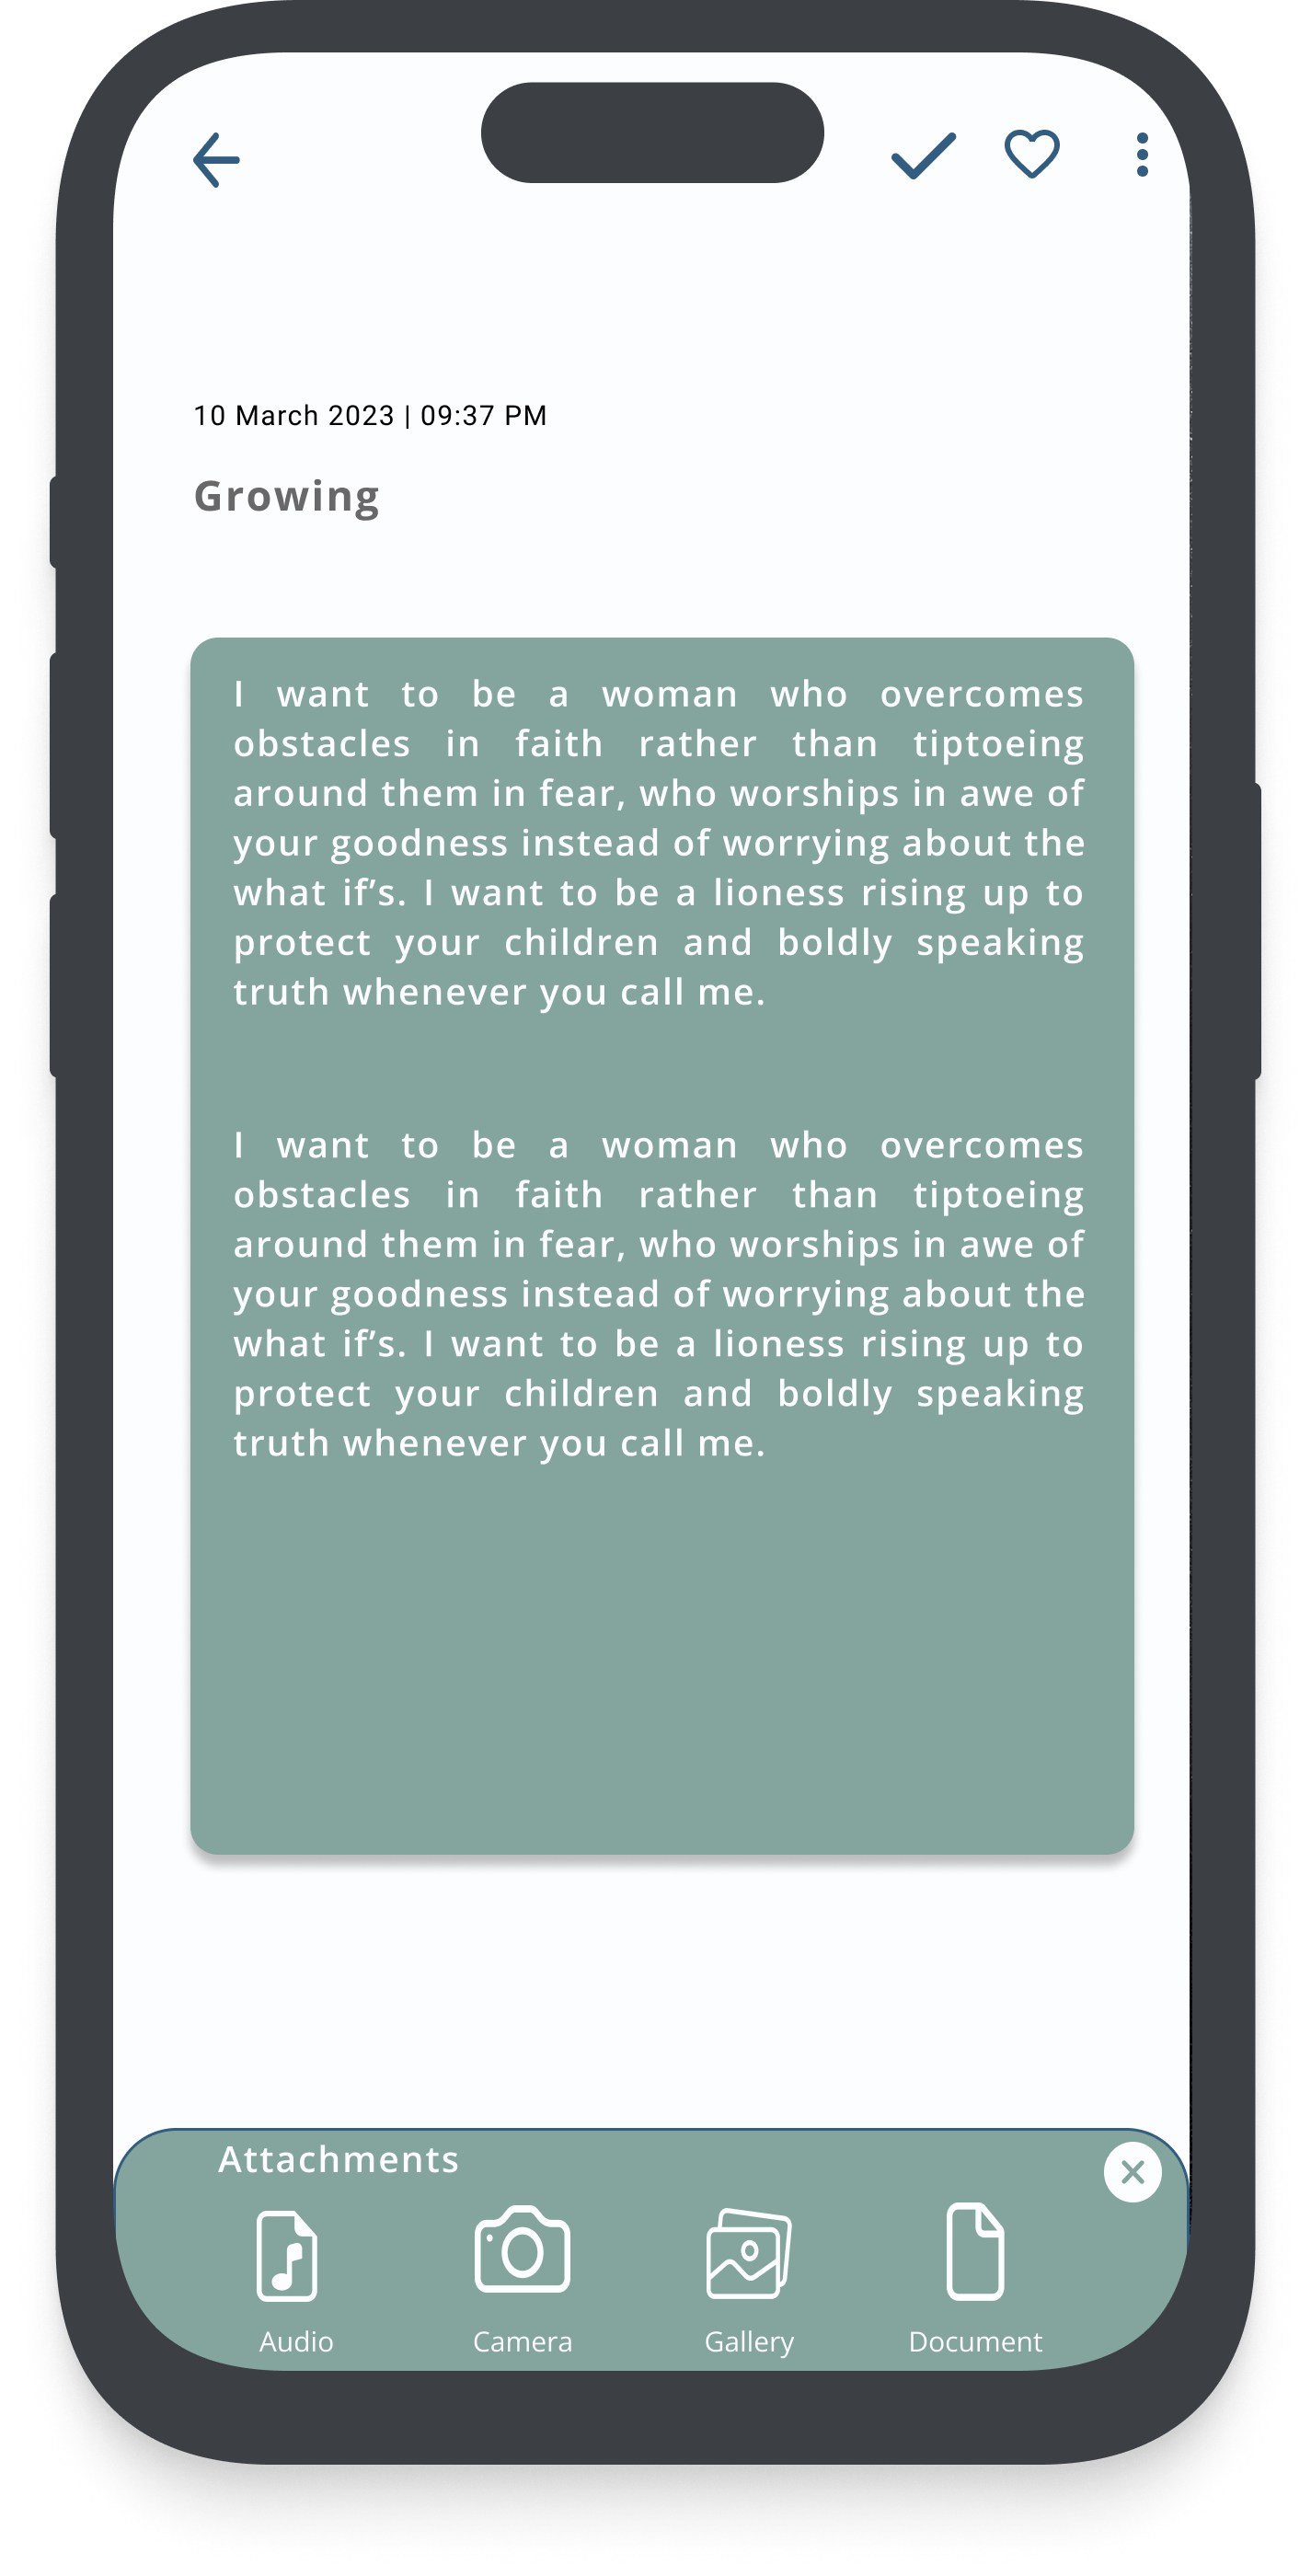 10 March 2023 | 09:37 PM
Growing
I want to be a woman who overcomes
obstacles in faith rather than tiptoeing
around them in fear, who worships in awe of
your goodness instead of worrying about the
what if’s. I want to be a lioness rising up to
protect your children and boldly speaking
truth whenever you call me.
I want to be a woman who overcomes
obstacles in faith rather than tiptoeing
around them in fear, who worships in awe of
your goodness instead of worrying about the
what if’s. I want to be a lioness rising up to
protect your children and boldly speaking
truth whenever you call me.
Attachments
Audio Camera Gallery Document